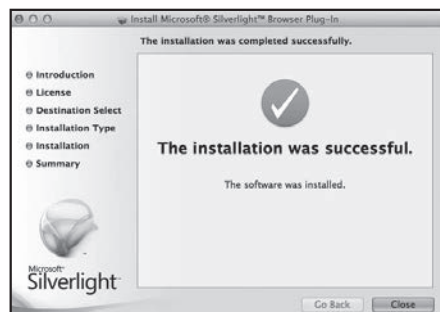 Install Microsoft® Silverlight™ Browser Plug-In
The installation was completed successfully.
Introduction
License
Destination Select
Installation Type
Installation
Summary
The installation was successful.
The software was installed.
Microsoft®
Silverlight™
Go Back
Close